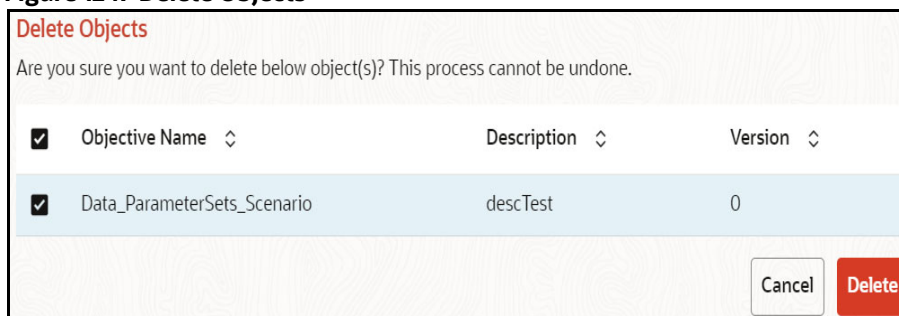 Delete Objects
Are you sure you want to delete below object(s)? This process cannot be undone.
Objective Name Description Version
Data_ParameterSets_Scenario descTest 0
Cancel Delete